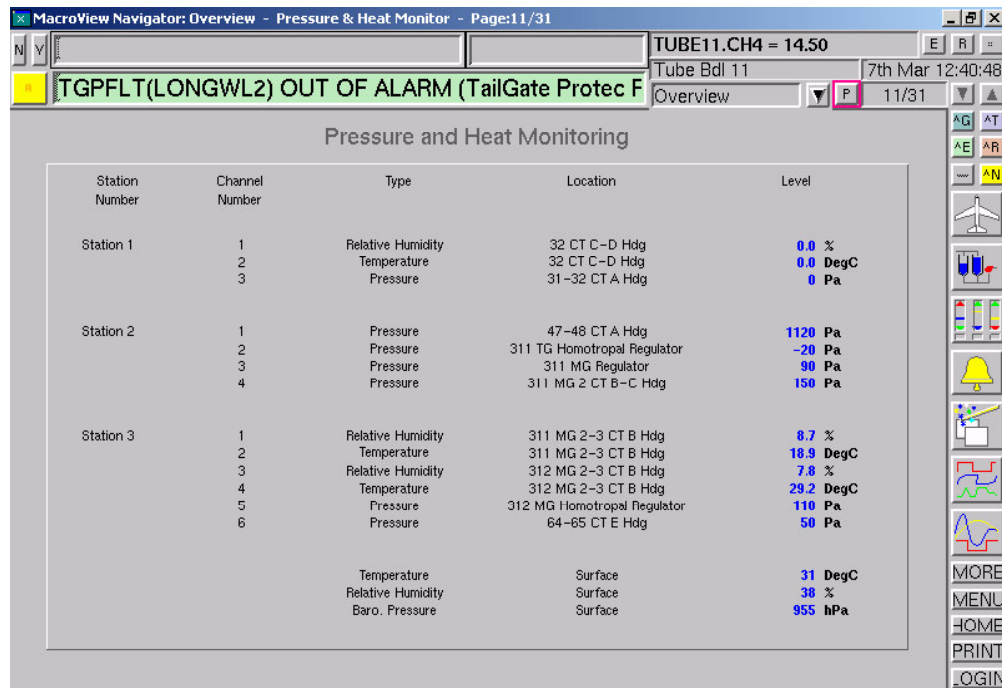 MacroView Navigator: Overview - Pressure & Heat Monitor - Page:11/31
N Y TUBE11.CH4 = 14.50 E R
Tube Bdl 11 7th Mar 12:40:48
A TGPFLT(LONGWL2) OUT OF ALARM (TailGate Protec F Overview P 11/31
^G ^T
^E ^R
^N
Pressure and Heat Monitoring
Station Number Channel Number Type Location Level
Station 1 1 Relative Humidity 32 CT C-D Hdg 0.0 %
2 Temperature 32 CT C-D Hdg 0.0 DegC
3 Pressure 31-32 CT A Hdg 0 Pa
Station 2 1 Pressure 47-48 CT A Hdg 1120 Pa
2 Pressure 311 TG Homotropal Regulator -20 Pa
3 Pressure 311 MG Regulator 90 Pa
4 Pressure 311 MG 2 CT B-C Hdg 150 Pa
Station 3 1 Relative Humidity 311 MG 2-3 CT B Hdg 8.7 %
2 Temperature 311 MG 2-3 CT B Hdg 18.9 DegC
3 Relative Humidity 312 MG 2-3 CT B Hdg 7.8 %
4 Temperature 312 MG 2-3 CT B Hdg 29.2 DegC
5 Pressure 312 MG Homotropal Regulator 110 Pa
6 Pressure 64-65 CT E Hdg 50 Pa
Temperature Surface 31 DegC
Relative Humidity Surface 38 %
Baro. Pressure Surface 955 hPa
MORE
MENU
HOME
PRINT
LOGIN